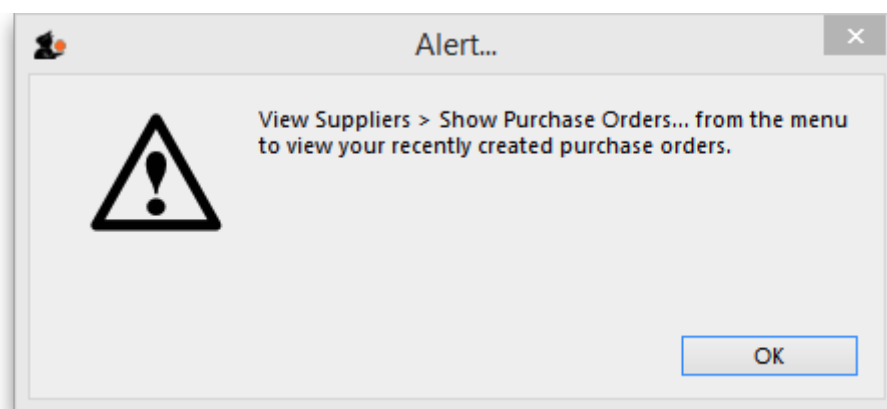 Alert...
View Suppliers > Show Purchase Orders... from the menu
to view your recently created purchase orders.
OK